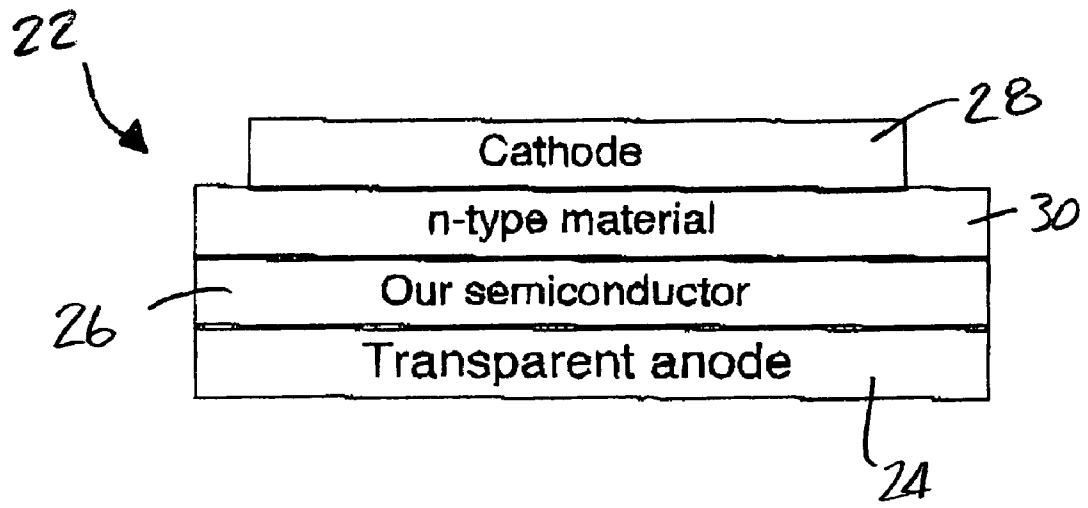 22
Cathode
28
n-type material
30
Our semiconductor
26
Transparent anode
24